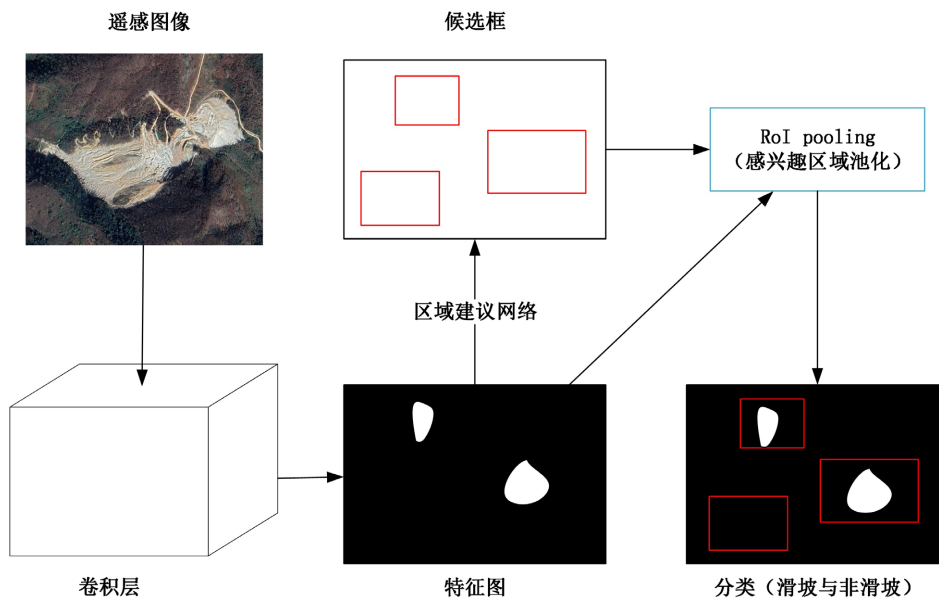 遥感图像
候选框
RoI pooling
（感兴趣区域池化）
区域建议网络
卷积层
特征图
分类（滑坡与非滑坡）